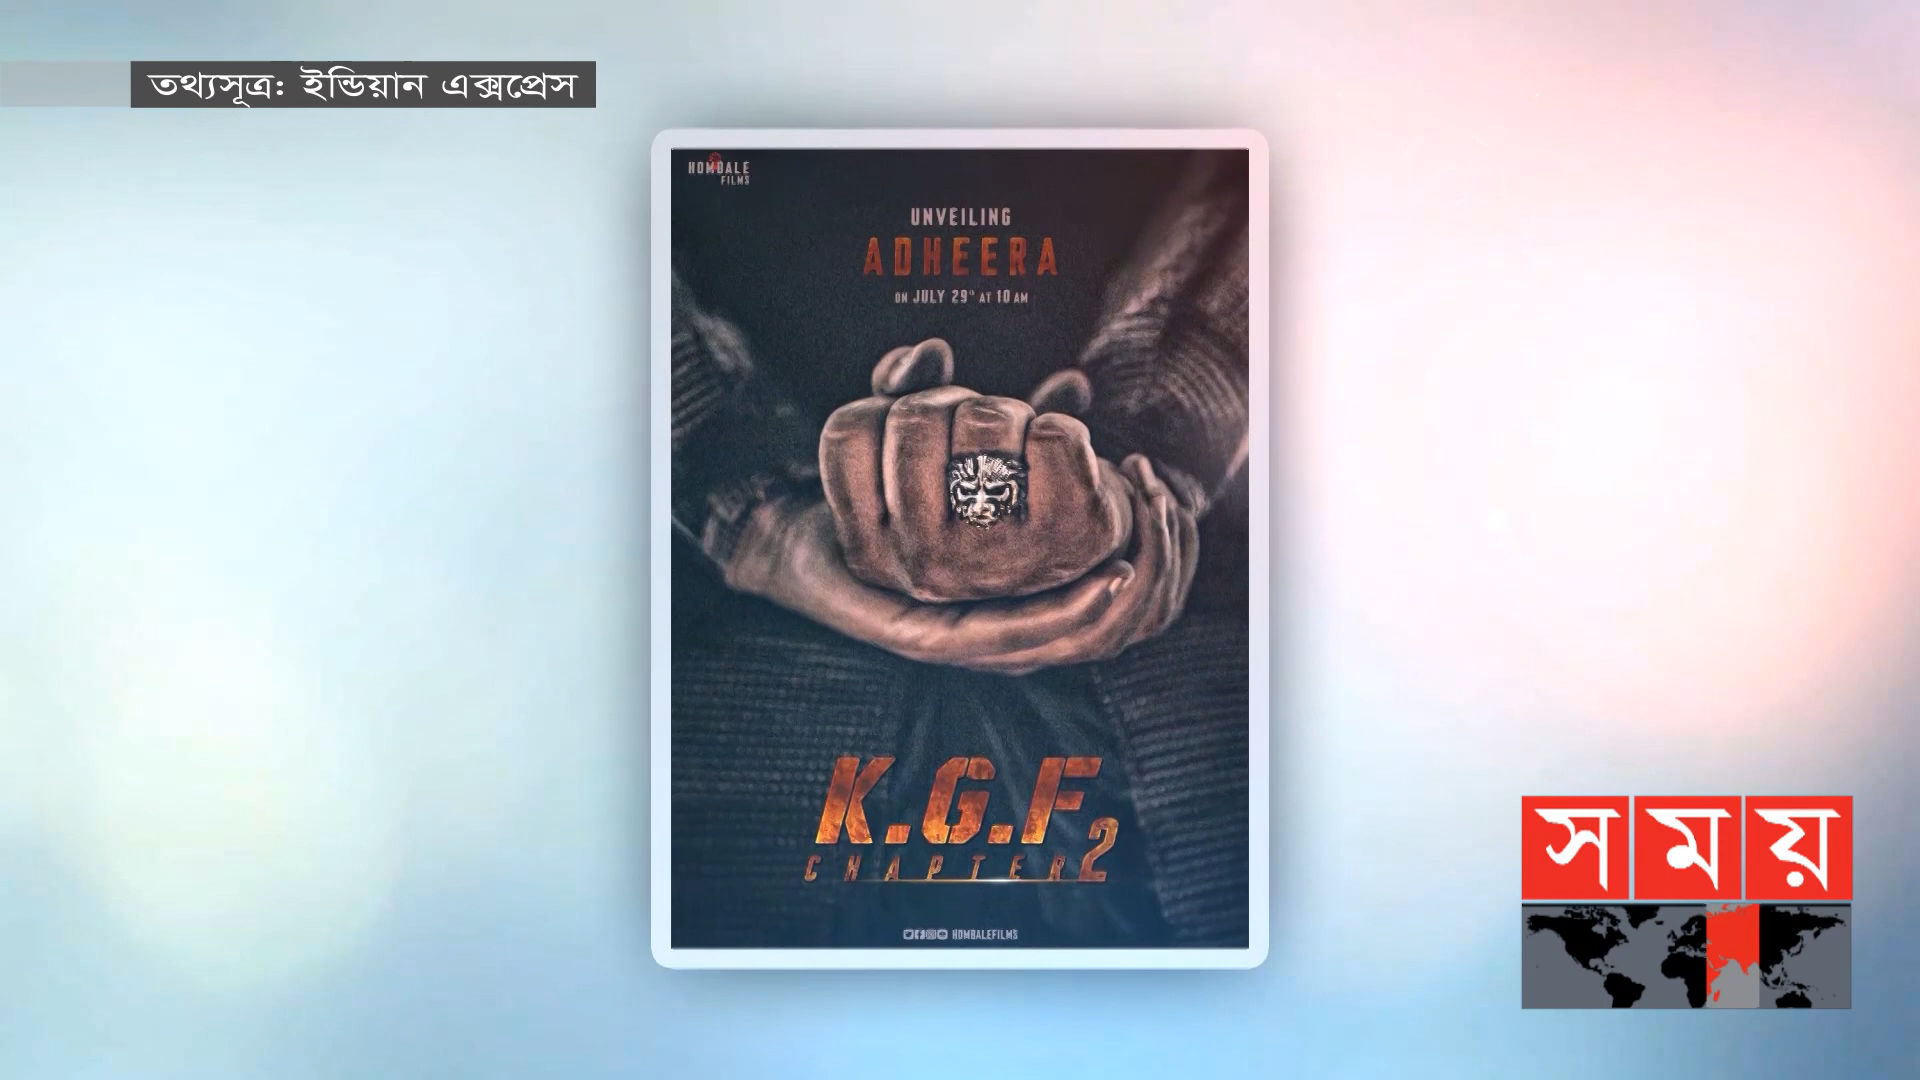 তথ্যসূত্র: ইন্ডিয়ান এক্সপ্রেস
HOMBALE
FILMS
UNVEILING
ADHEERA
ON JULY 29th AT 10 AM
K.G.F
CHAPTER 2
HOMBALEFILMS
সময়